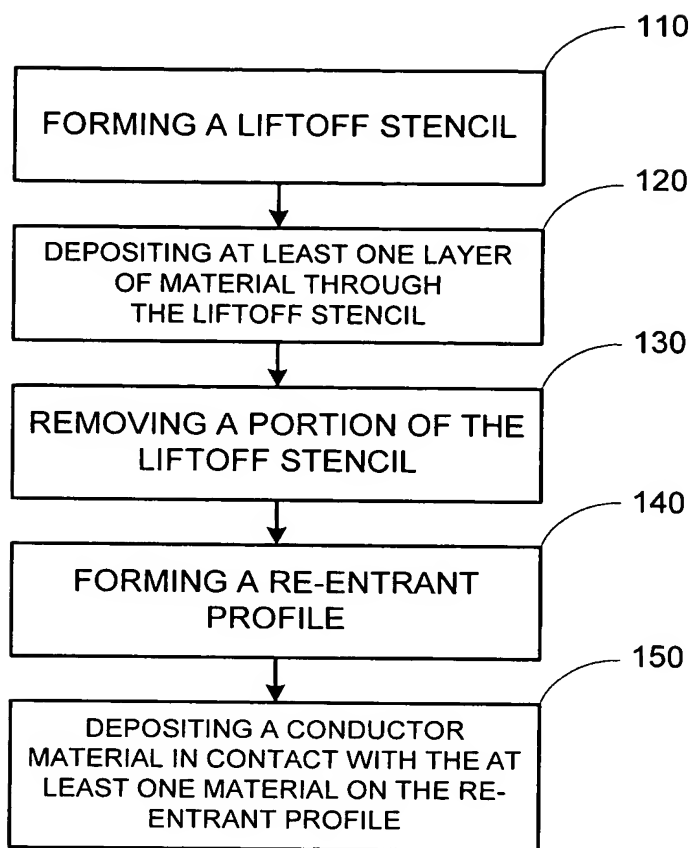 110
FORMING A LIFTOFF STENCIL
120
DEPOSITING AT LEAST ONE LAYER
OF MATERIAL THROUGH
THE LIFTOFF STENCIL
130
REMOVING A PORTION OF THE
LIFTOFF STENCIL
140
FORMING A RE-ENTRANT
PROFILE
150
DEPOSITING A CONDUCTOR
MATERIAL IN CONTACT WITH THE AT
LEAST ONE MATERIAL ON THE RE-
ENTRANT PROFILE